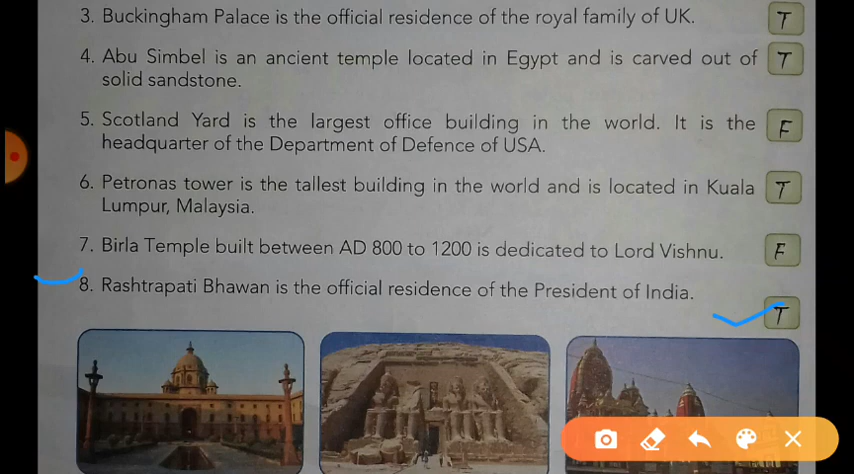 3. Buckingham Palace is the official residence of the royal family of UK. T
4. Abu Simbel is an ancient temple located in Egypt and is carved out of T
solid sandstone.
5. Scotland Yard is the largest office building in the world. It is the F
headquarter of the Department of Defence of USA.
6. Petronas tower is the tallest building in the world and is located in Kuala T
Lumpur, Malaysia.
7. Birla Temple built between AD 800 to 1200 is dedicated to Lord Vishnu. F
8. Rashtrapati Bhawan is the official residence of the President of India.
T